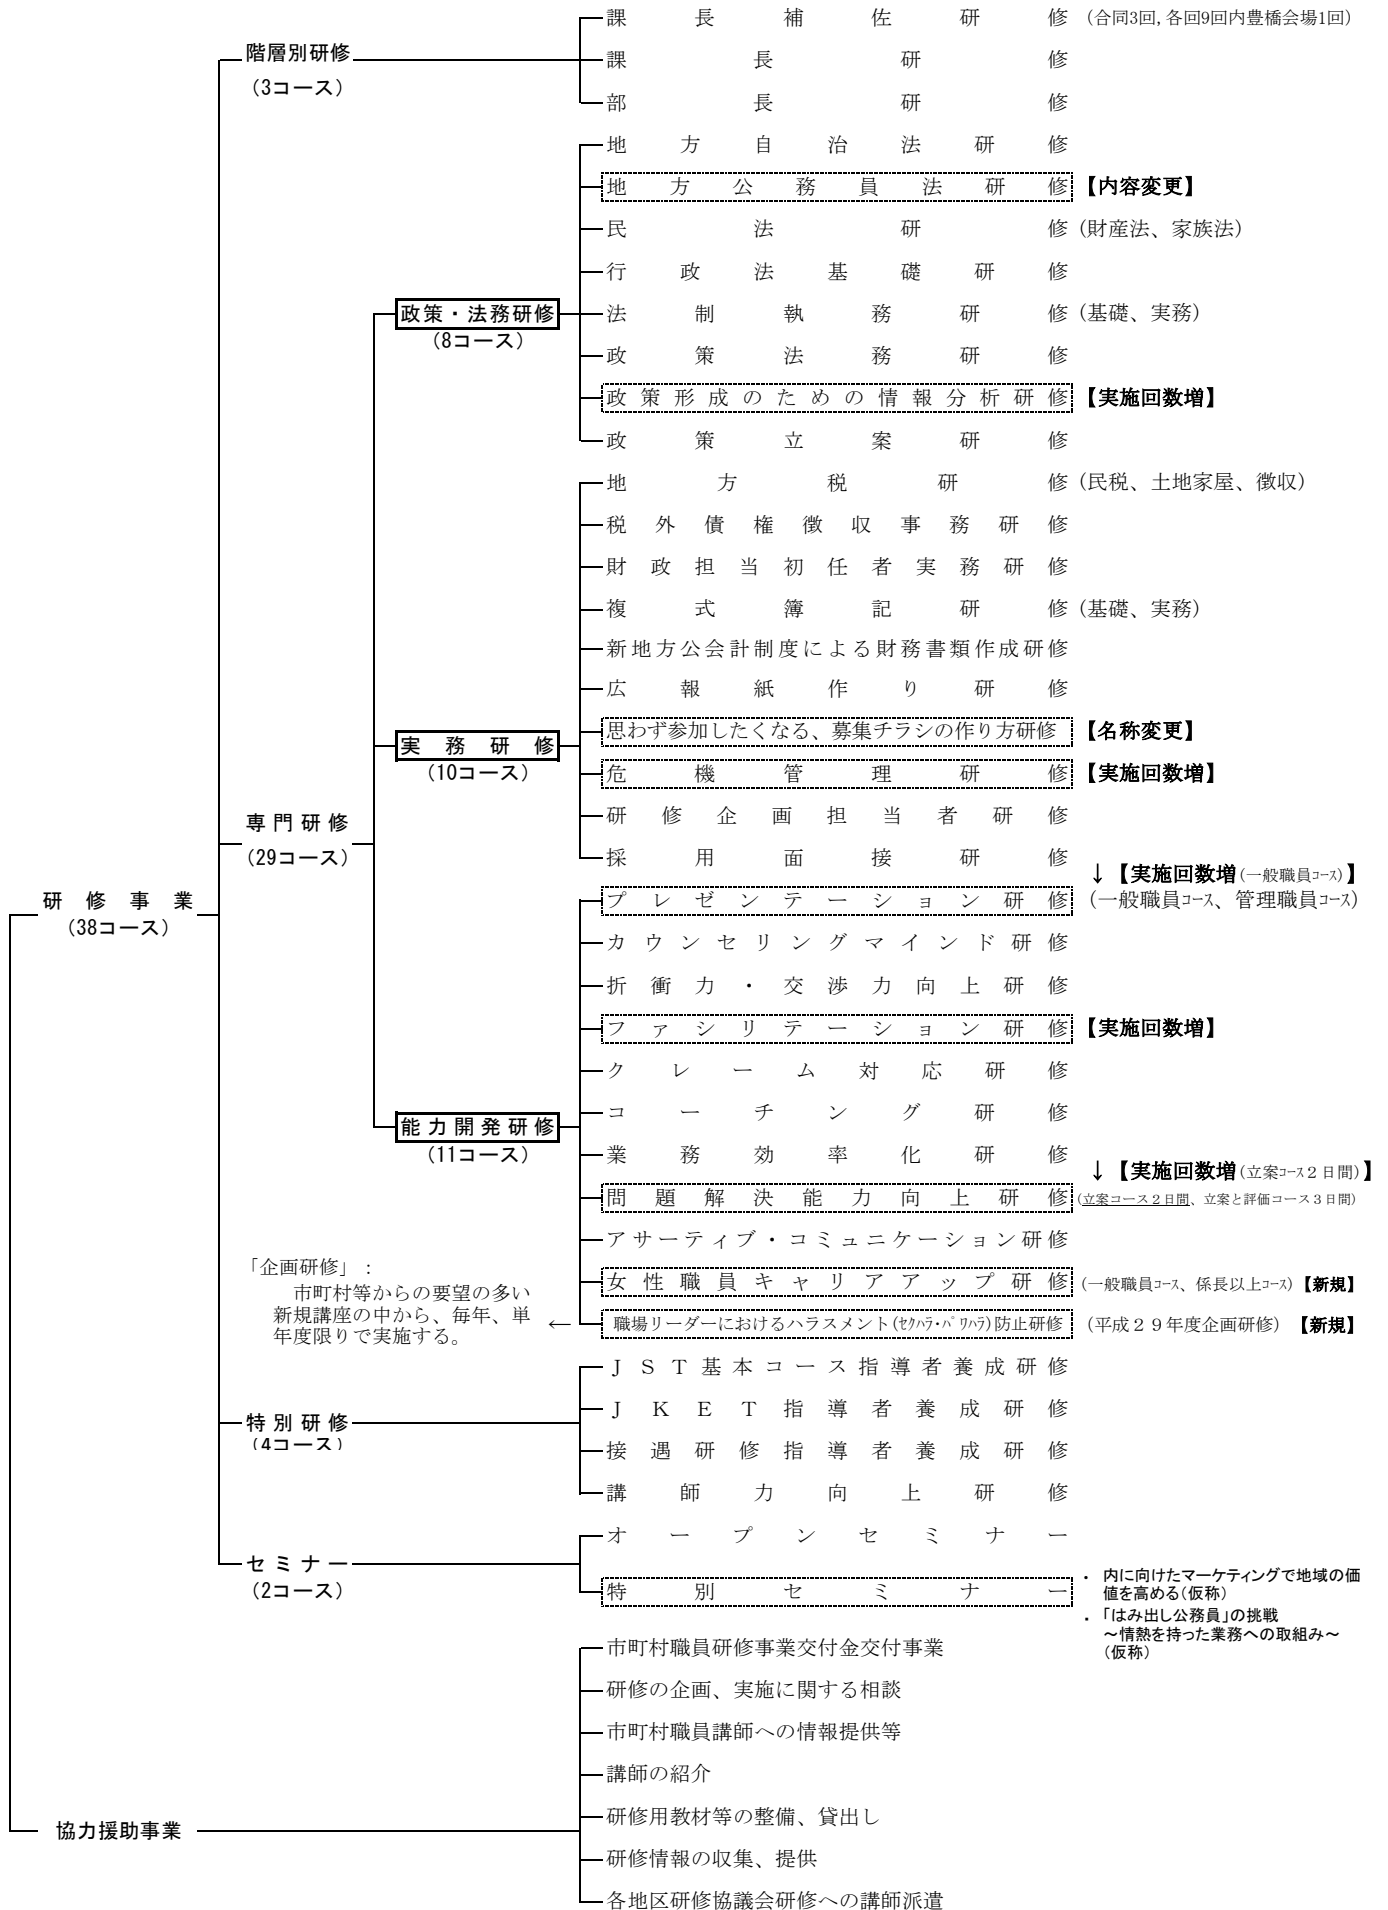 課長補佐研修 (合同3回,各回9回内豊橋会場1回)
階層別研修
(3コース)
課長研修
部長研修
地方自治法研修
地方公務員法研修 【内容変更】
民法研修 (財産法、家族法)
行政法基礎研修
政策・法務研修
(8コース)
法制執務研修 (基礎、実務)
政策法務研修
政策形成のための情報分析研修 【実施回数増】
政策立案研修
地方税研修 (民税、土地家屋、徴収)
税外債権徴収事務研修
財政担当初任者実務研修
複式簿記研修 (基礎、実務)
新地方公会計制度による財務書類作成研修
広報紙作り研修
思わず参加したくなる、募集チラシの作り方研修 【名称変更】
実務研修
(10コース)
危機管理研修 【実施回数増】
研修企画担当者研修
専門研修
(29コース)
採用面接研修
↓【実施回数増(一般職員コース)】
研修事業
(38コース)
プレゼンテーション研修 (一般職員コース、管理職員コース)
カウンセリングマインド研修
折衝力・交渉力向上研修
ファシリテーション研修 【実施回数増】
クレーム対応研修
コーチング研修
能力開発研修
(11コース)
業務効率化研修
↓【実施回数増(立案コース2日間)】
問題解決能力向上研修 (立案コース2日間、立案と評価コース3日間)
アサーティブ・コミュニケーション研修
女性職員キャリアアップ研修 (一般職員コース、係長以上コース)【新規】
「企画研修」:
市町村等からの要望の多い
新規講座の中から、毎年、単
年度限りで実施する。
← 職場リーダーにおけるハラスメント(セクハラ・パワハラ)防止研修 (平成29年度企画研修) 【新規】
JST基本コース指導者養成研修
JKET指導者養成研修
特別研修
(4コース)
接遇研修指導者養成研修
講師力向上研修
オープンセミナー
セミナー
(2コース)
特別セミナー
・ 内に向けたマーケティングで地域の価
値を高める(仮称)
・ 「はみ出し公務員」の挑戦
~情熱を持った業務への取組み~
(仮称)
市町村職員研修事業交付金交付事業
研修の企画、実施に関する相談
市町村職員講師への情報提供等
講師の紹介
研修用教材等の整備、貸出し
協力援助事業
研修情報の収集、提供
各地区研修協議会研修への講師派遣